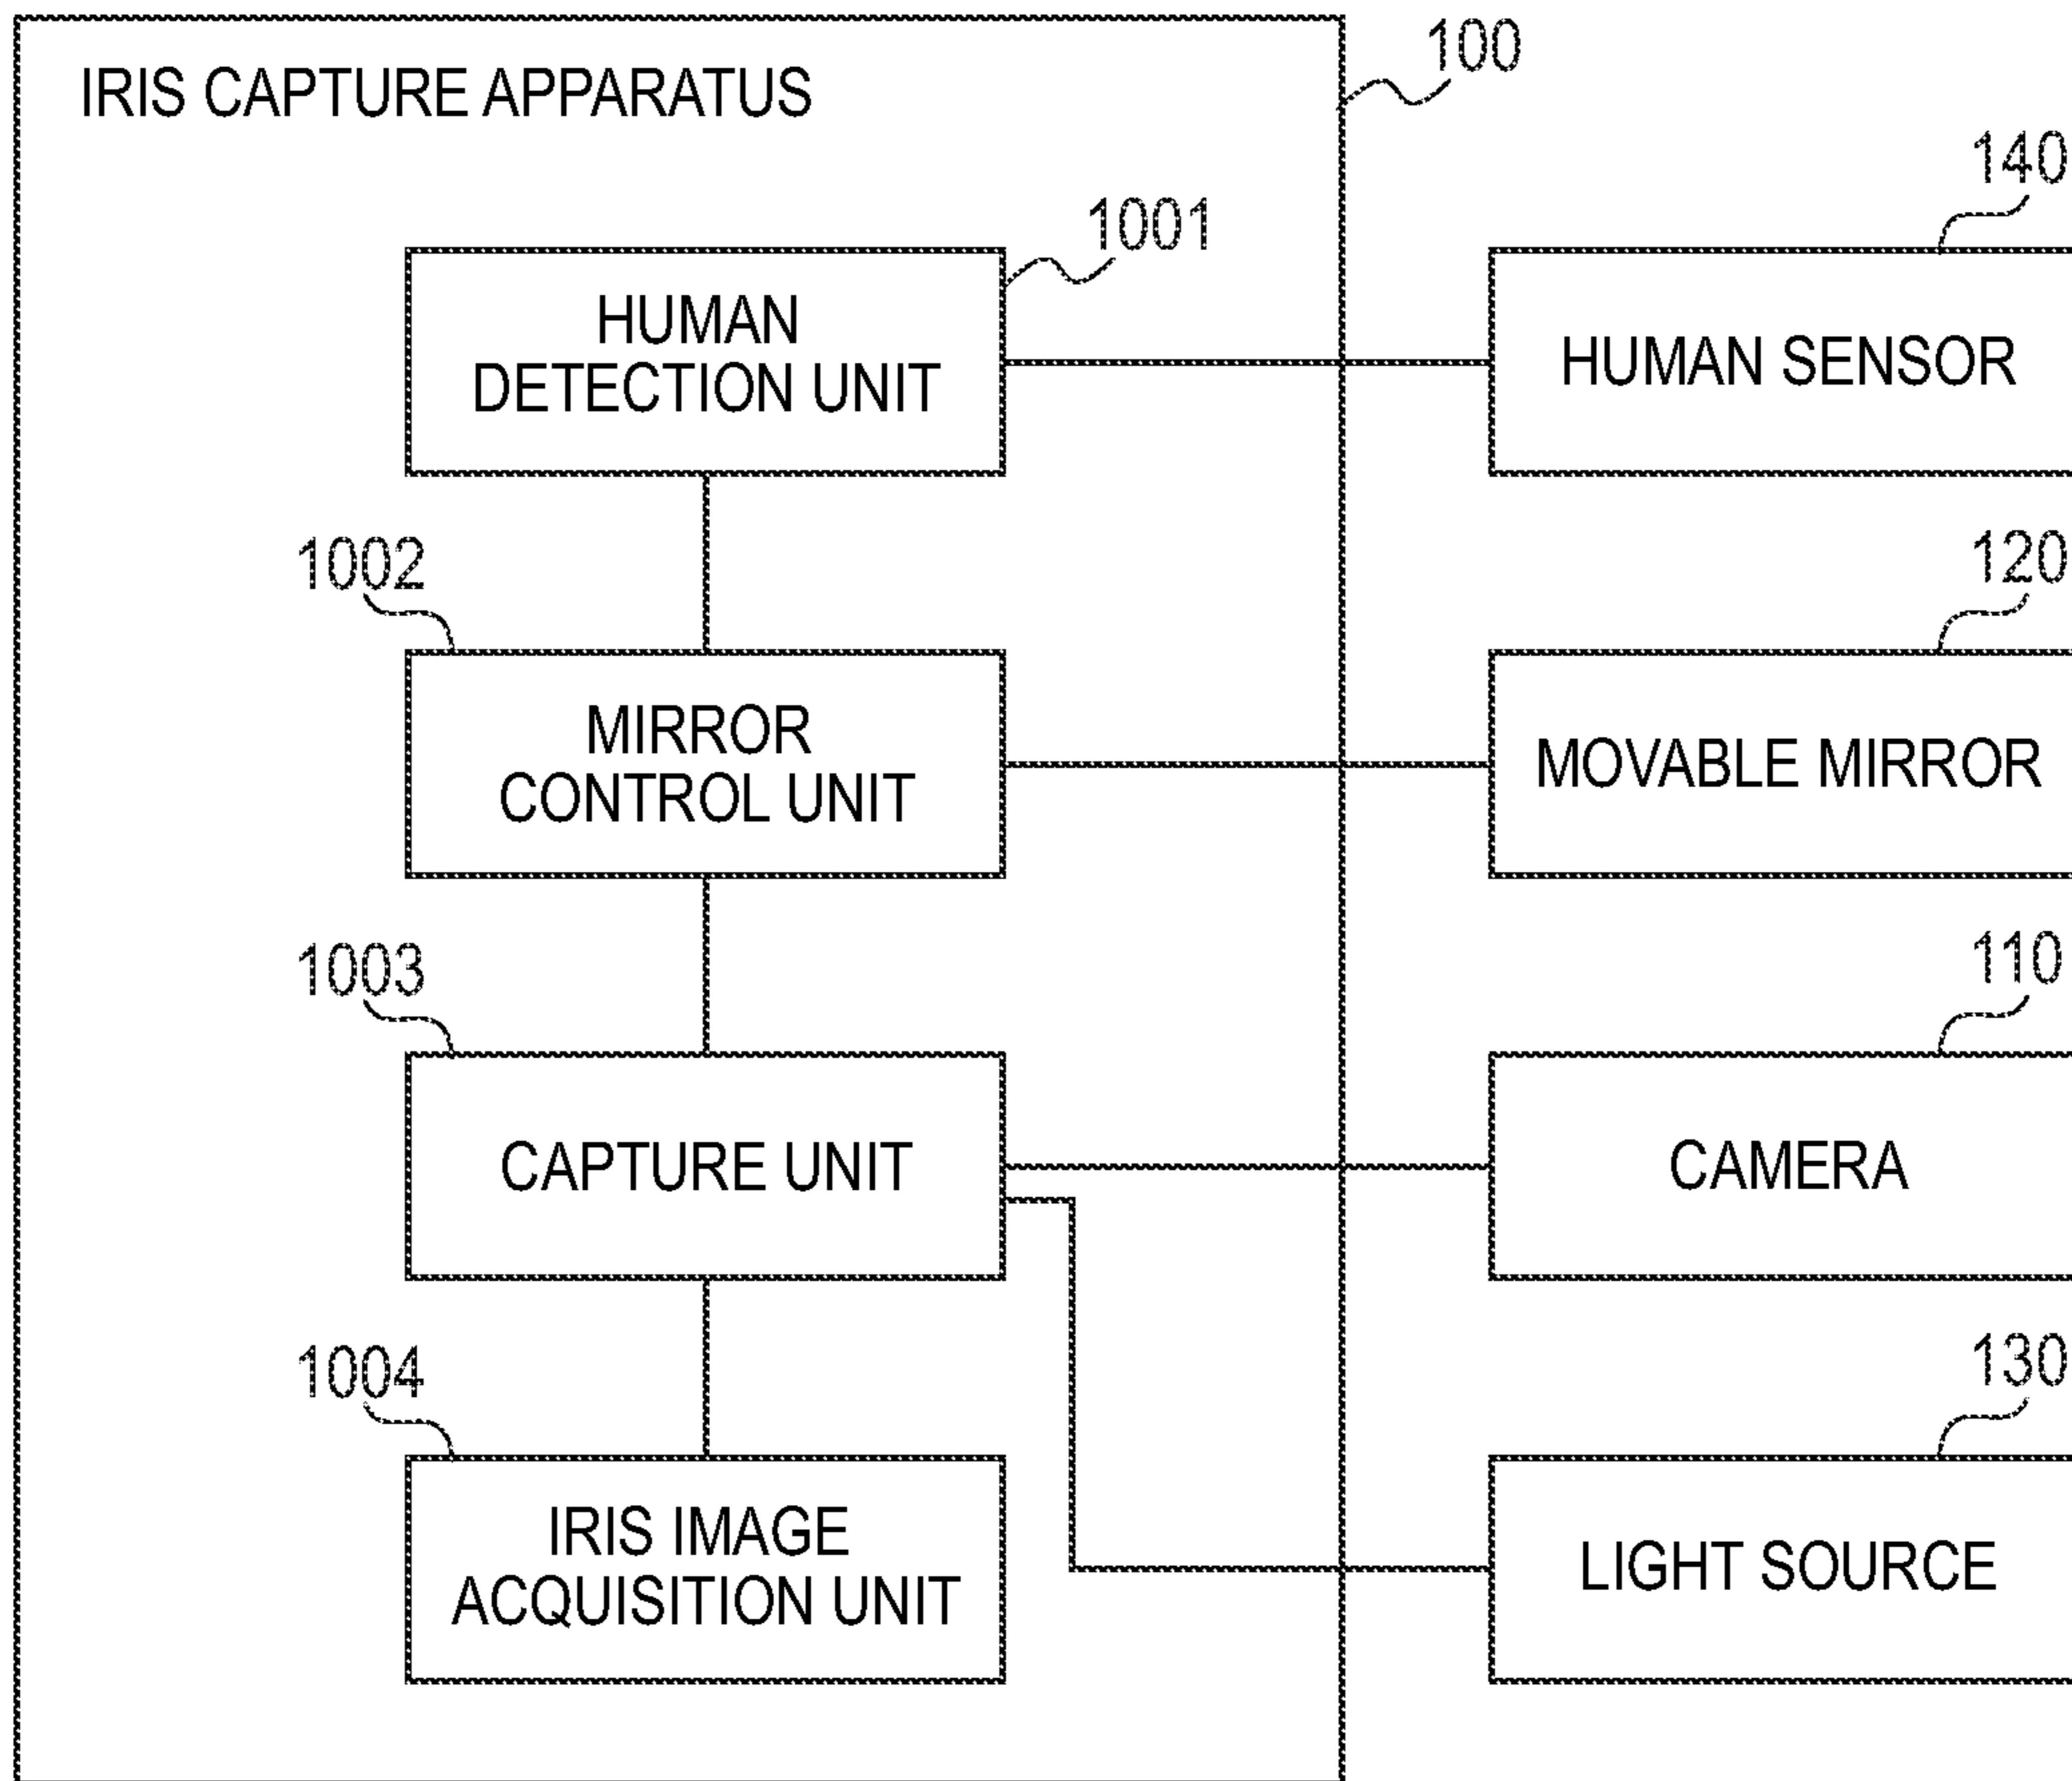 IRIS CAPTURE APPARATUS
100
140
1001
HUMAN
DETECTION UNIT
HUMAN SENSOR
1002
120
MIRROR
CONTROL UNIT
MOVABLE MIRROR
1003
110
CAPTURE UNIT
CAMERA
1004
130
IRIS IMAGE
ACQUISITION UNIT
LIGHT SOURCE